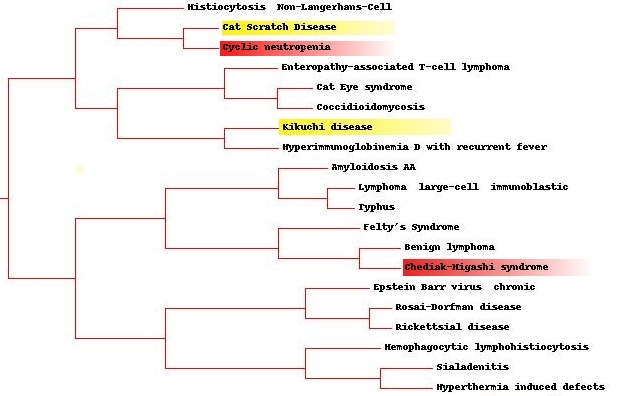 Histiocytosis Non-Langerhans-Cell
Cat Scratch Disease
Cyclic neutropenia
Enteropathy-associated T-cell lymphoma
Cat Eye syndrome
Coccidioidomycosis
Kikuchi disease
Hyperimmunoglobinemia D with recurrent fever
Amyloidosis AA
Lymphoma large-cell immunoblastic
Typhus
Felty's Syndrome
Benign lymphoma
Chediak-Higashi syndrome
Epstein Barr virus chronic
Rosai-Dorfman disease
Rickettsial disease
Hemophagocytic lymphohistiocytosis
Sialadenitis
Hyperthermia induced defects